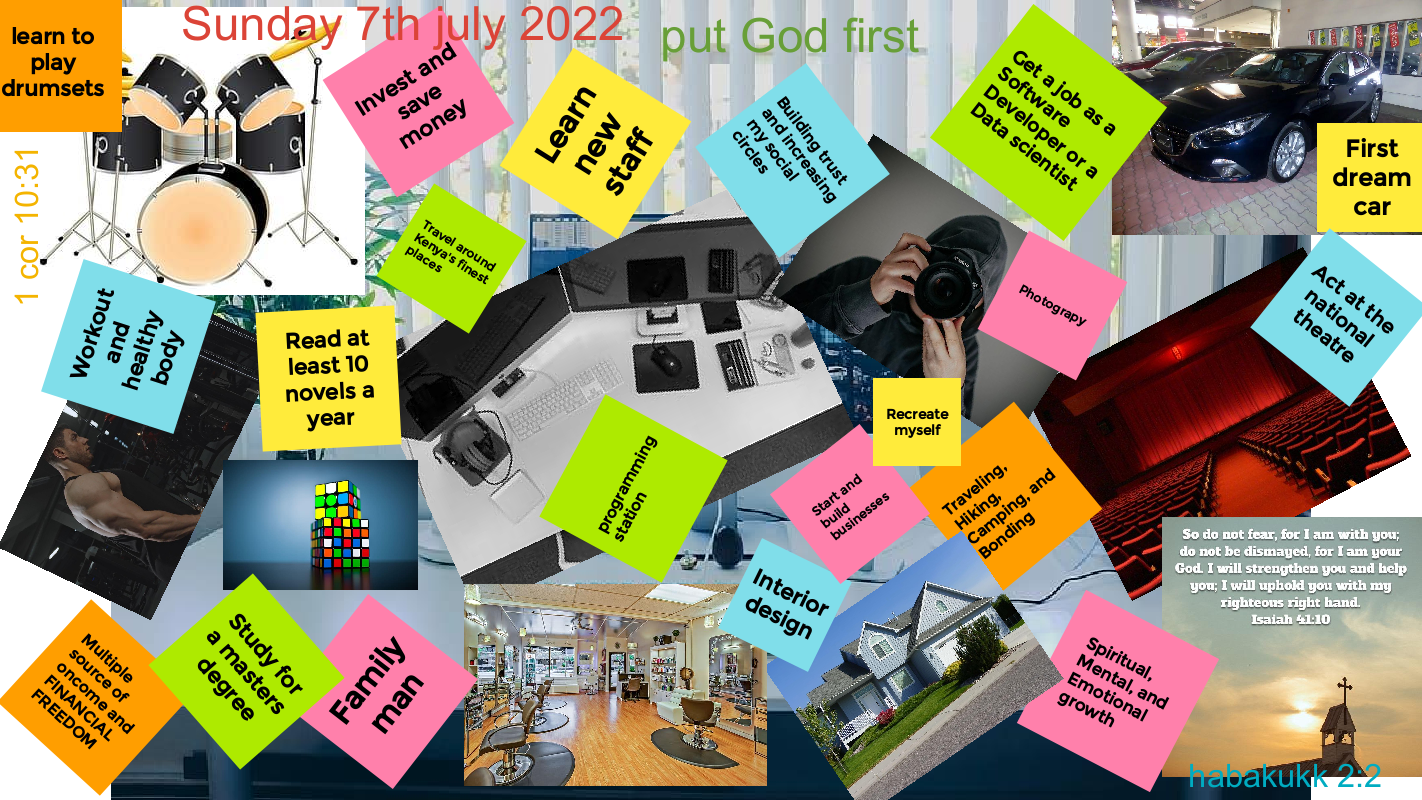 Sunday 7th july 2022
put God first
learn to
play
drumsets
1 cor 10:31
Invest and
save
money
Learn
new
staff
Building trust
and increasing
my social
circles
Get a job as a
Software
Developer or a
Data scientist
First
dream
car
Travel around
Kenya's finest
places
Photograpy
Act at the
national
theatre
Workout
and
healthy
body
Read at
least 10
novels a
year
Recreate
myself
programming
station
Start and
build
businesses
Traveling,
Hiking,
Camping, and
Bonding
Interior
design
So do not fear, for I am with you;
do not be dismayed, for I am your
God. I will strengthen you and help
you; I will uphold you with my
righteous right hand.
Isaiah 41:10
Multiple
source of
oncome and
FINANCIAL
FREEDOM
Study for
a masters
degree
Family
man
Spiritual,
Mental, and
Emotional
growth
habakukk 2:2